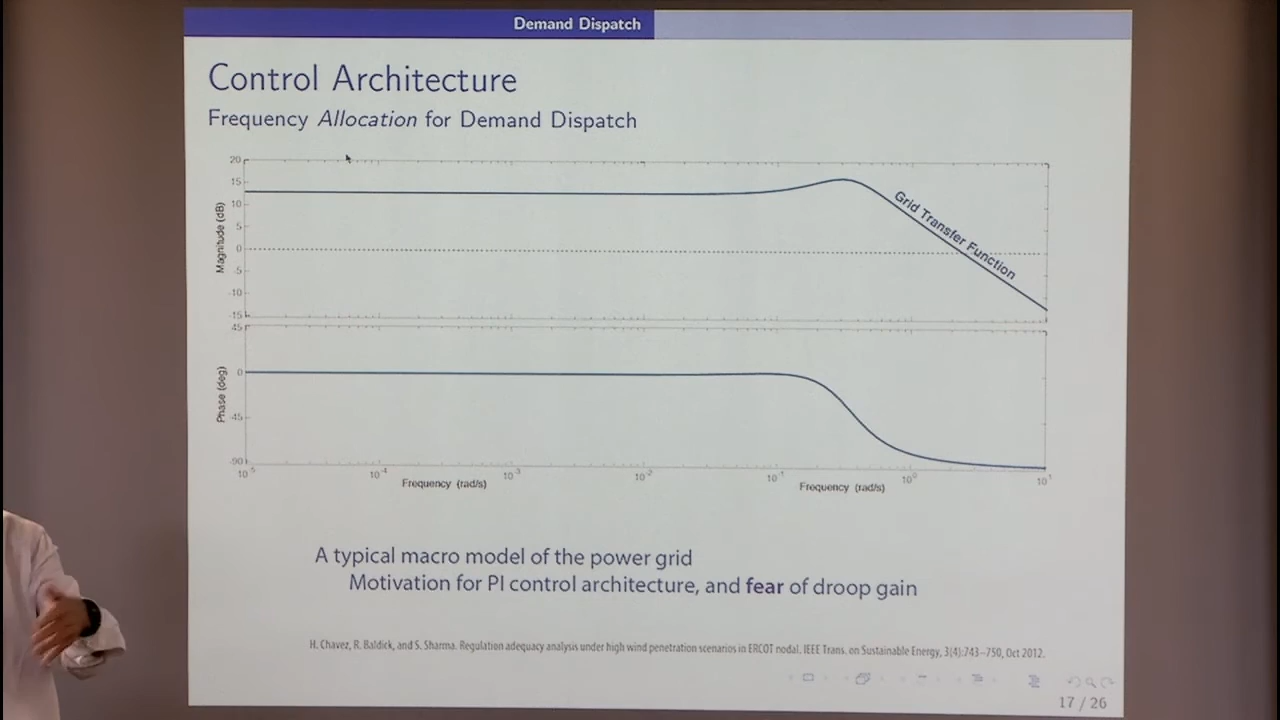 Demand Dispatch
Control Architecture
Frequency Allocation for Demand Dispatch
20
15
10
5
0
-5
-10
-15
Magnitude (dB)
Grid Transfer Function
45
0
-45
-90
Phase (deg)
10^-5
10^-4
10^-3
10^-2
10^-1
10^0
10^1
Frequency (rad/s)
Frequency (rad/s)
A typical macro model of the power grid
Motivation for PI control architecture, and fear of droop gain
H. Chavez, R. Baldick, and S. Sharma. Regulation adequacy analysis under high wind penetration scenarios in ERCOT nodal. IEEE Trans. on Sustainable Energy, 3(4):743–750, Oct 2012.
17 / 26